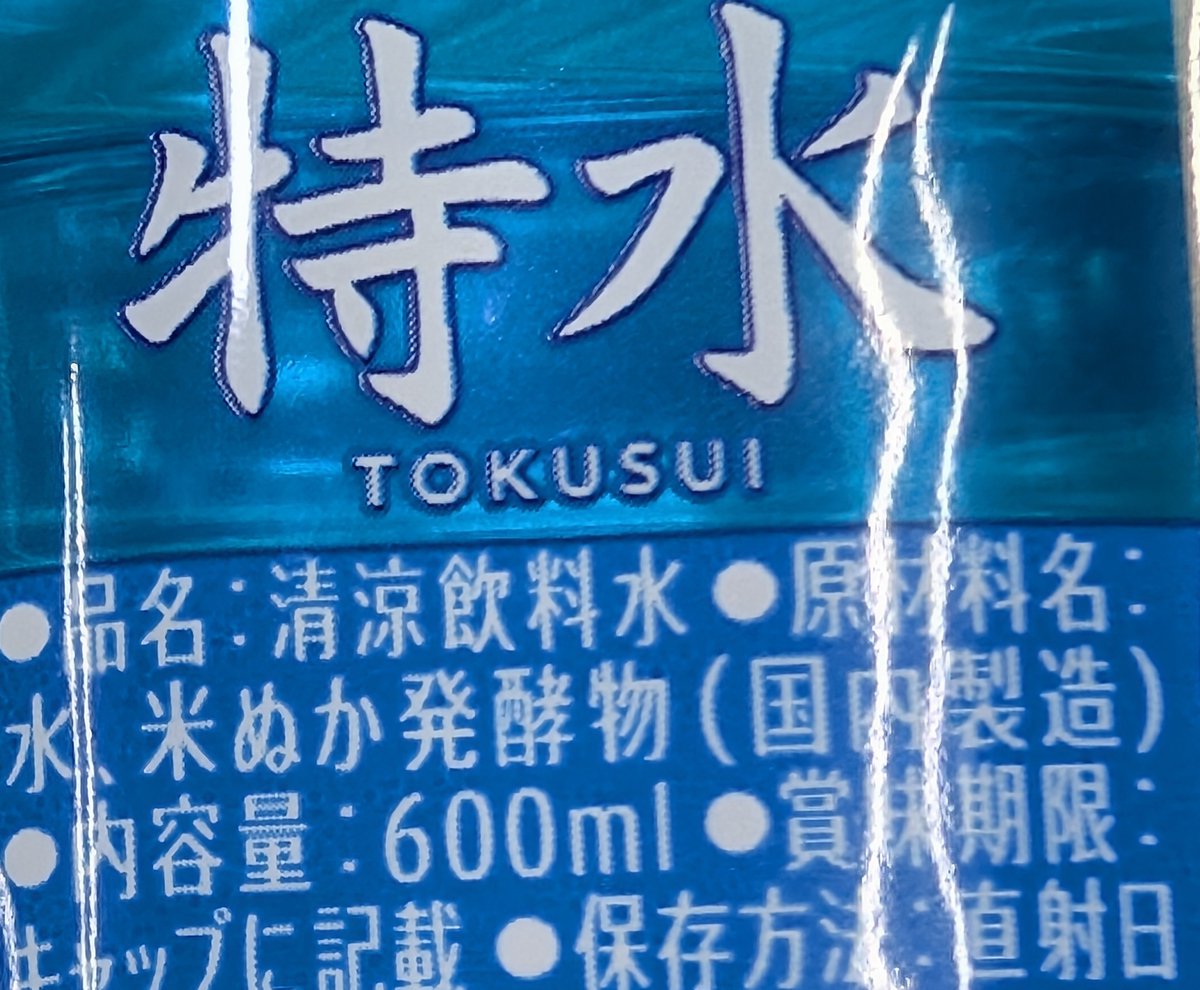 特水
TOKUSUI
●品名:清涼飲料水●原材料名:
水、米ぬか発酵物(国内製造)
●内容量:600ml●賞味期限:
キャップに記載●保存方法:直射日